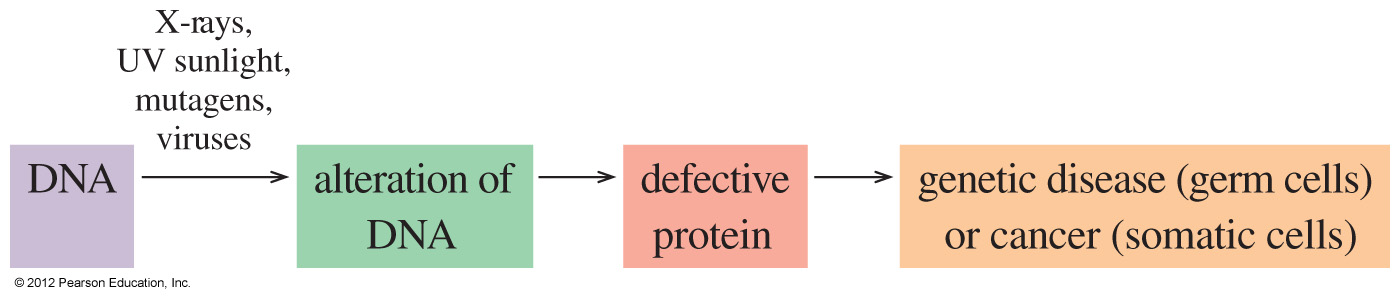 X-rays,
UV sunlight,
mutagens,
viruses
DNA
alteration of
DNA
defective
protein
genetic disease (germ cells)
or cancer (somatic cells)
© 2012 Pearson Education, Inc.